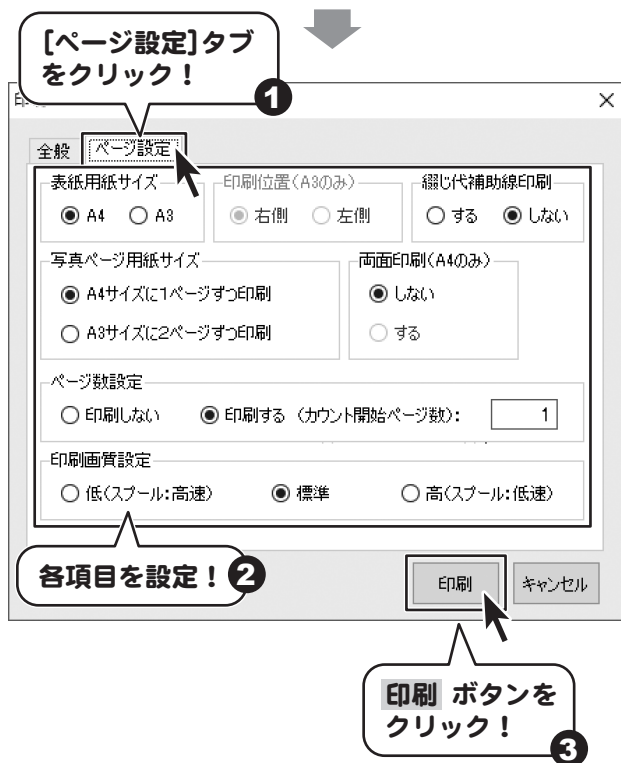 [ページ設定]タブ
をクリック！
1
全般 ページ設定
表紙用紙サイズ 印刷位置(A3のみ) 綴じ代補助線印刷
A4 A3 右側 左側 する しない
写真ページ用紙サイズ 両面印刷(A4のみ)
A4サイズに1ページずつ印刷 しない
A3サイズに2ページずつ印刷 する
ページ数設定
印刷しない 印刷する (カウント開始ページ数): 1
印刷画質設定
低(スプール:高速) 標準 高(スプール:低速)
各項目を設定！ 2
印刷 キャンセル
印刷 ボタンを
クリック！
3